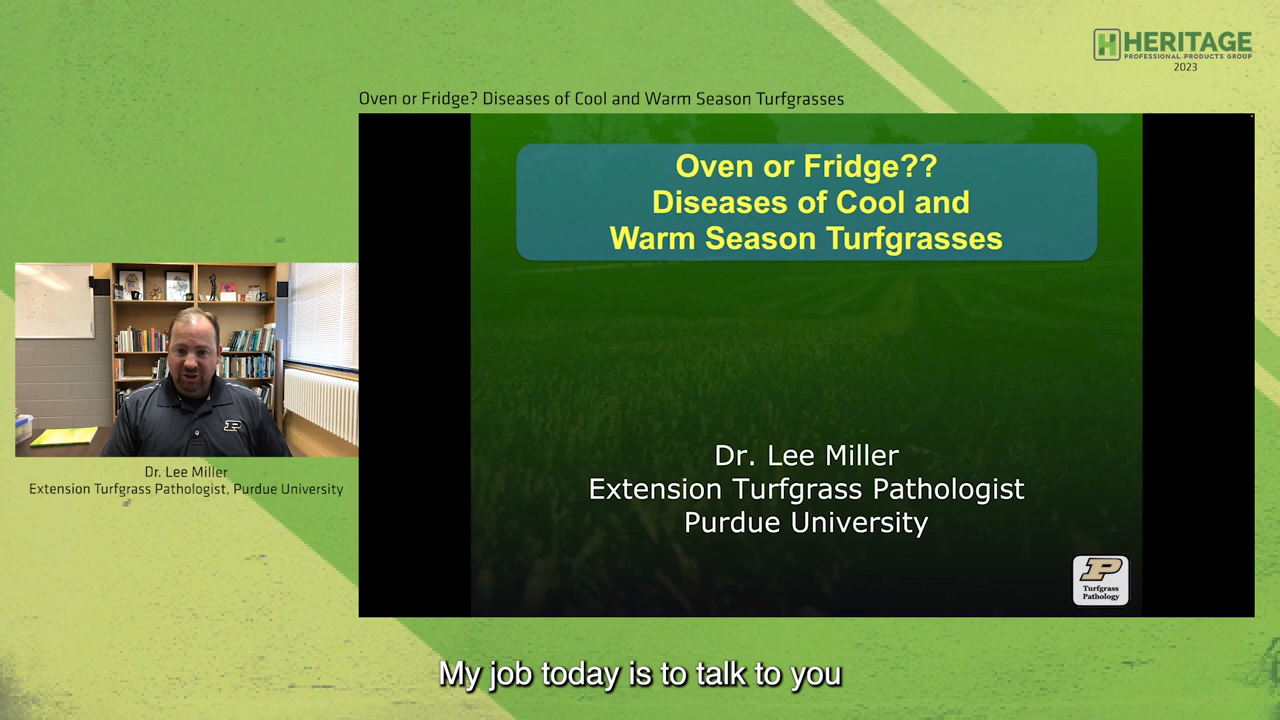 HERITAGE
PROFESSIONAL PRODUCTS GROUP
2023
Oven or Fridge? Diseases of Cool and Warm Season Turfgrasses
Oven or Fridge??
Diseases of Cool and
Warm Season Turfgrasses
Dr. Lee Miller
Extension Turfgrass Pathologist
Purdue University
P
Turfgrass
Pathology
P
Dr. Lee Miller
Extension Turfgrass Pathologist, Purdue University
My job today is to talk to you